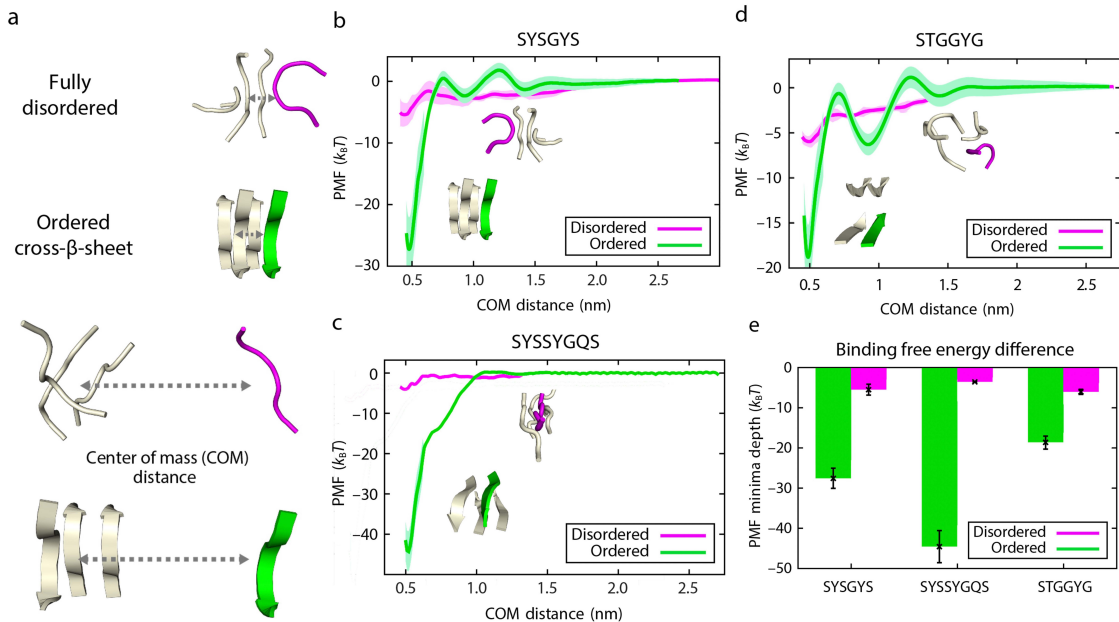 a
Fully
disordered
Ordered
cross-β-sheet
Center of mass (COM)
distance
b
SYSGYS
PMF (kBT)
0
−10
−20
−30
0.5
1.0
1.5
2.0
2.5
COM distance (nm)
Disordered
Ordered
c
SYSSYGQS
PMF (kBT)
0
−10
−20
−30
−40
0.5
1.0
1.5
2.0
2.5
COM distance (nm)
Disordered
Ordered
d
STGGYG
PMF (kBT)
0
−5
−10
−15
−20
0.5
1
1.5
2
2.5
COM distance (nm)
Disordered
Ordered
e
Binding free energy difference
PMF minima depth (kBT)
0
−10
−20
−30
−40
−50
SYSGYS
SYSSYGQS
STGGYG
Disordered
Ordered